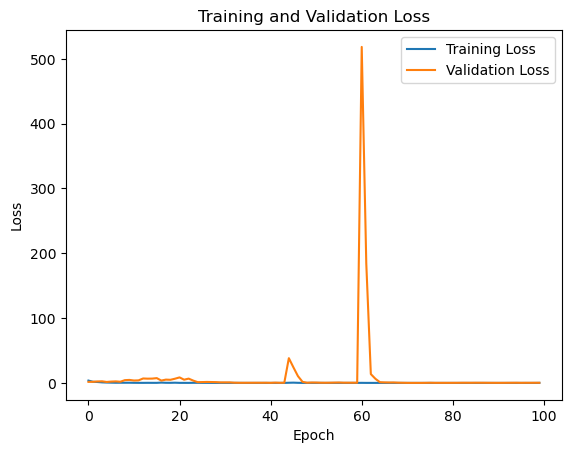 Training and Validation Loss
Training Loss
Validation Loss
500
400
300
200
100
0
Loss
0 20 40 60 80 100
Epoch